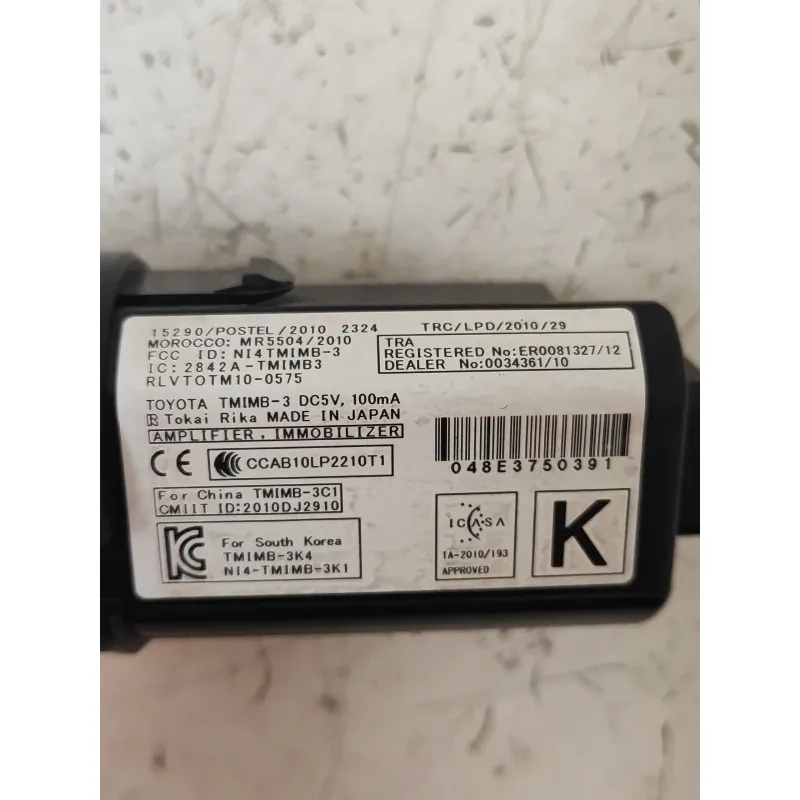 15290/POSTEL/2010 2324
TRC/LPD/2010/29
MOROCCO: MR5504/2010
FCC ID: NI4TMIMB-3
IC: 2842A-TMIMB3
RLVTOTM10-0575
TRA
REGISTERED No:ER0081327/12
DEALER No:0034361/10
TOYOTA TMIMB-3 DC5V, 100mA
R Tokai Rika MADE IN JAPAN
AMPLIFIER, IMMOBILIZER
CE CCAB10LP2210T1
048E3750391
For China TMIMB-3C1
CMIIT ID:2010DJ2910
KC
For South Korea
TMIMB-3K4
NI4-TMIMB-3K1
ICASA
TA-2010/193
APPROVED
K